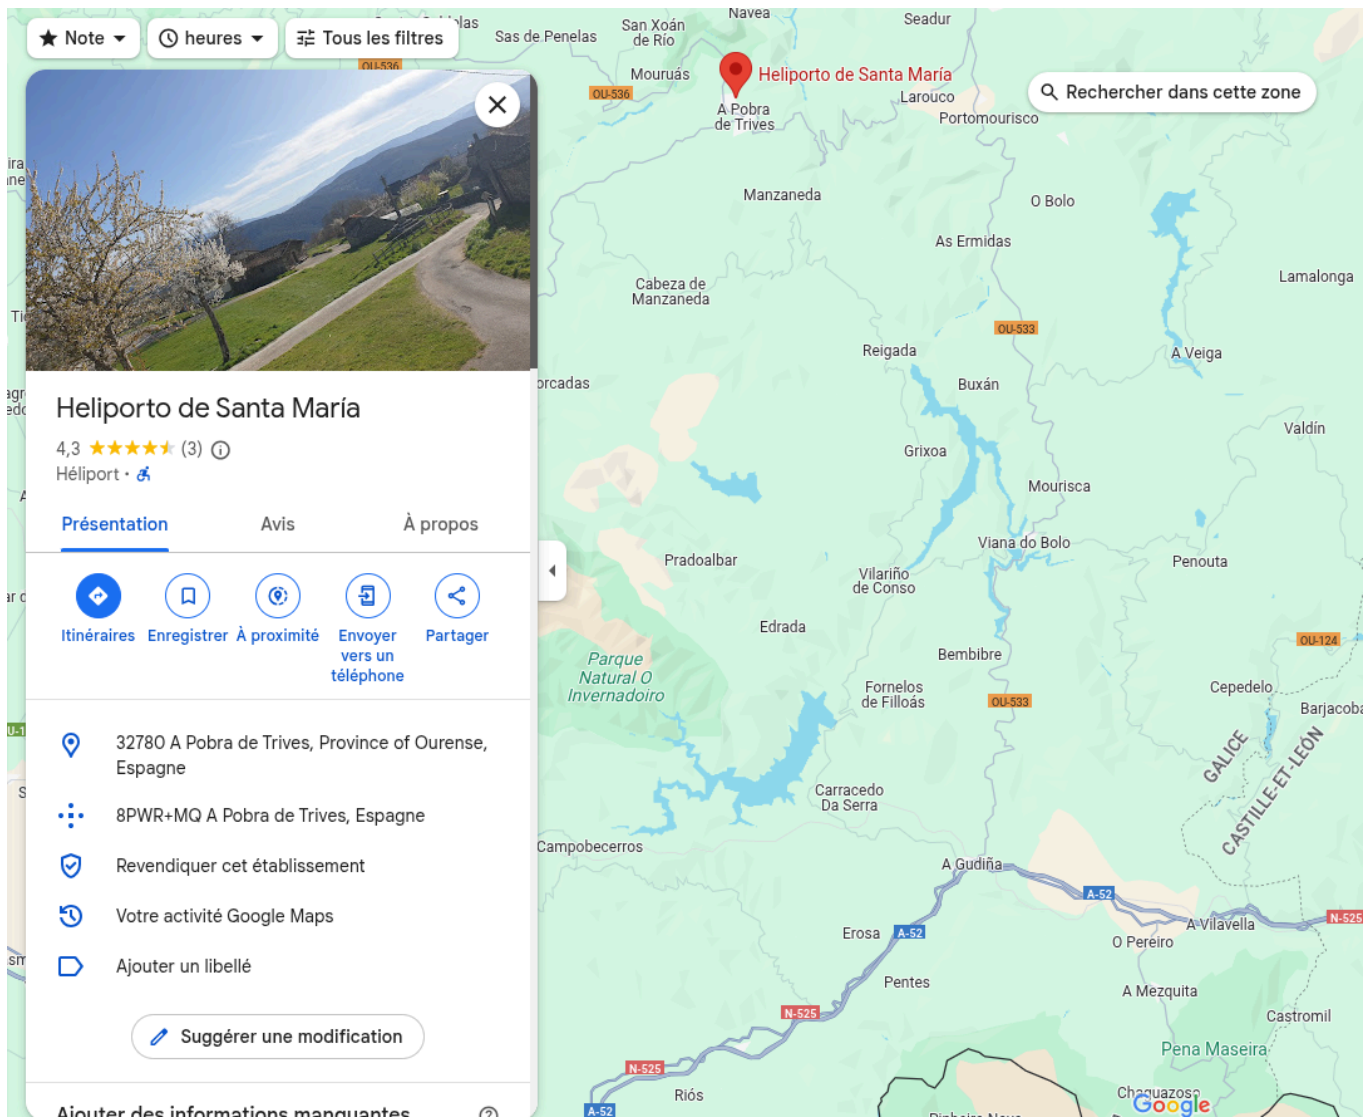 Note
heures
Tous les filtres
Rechercher dans cette zone
Heliporto de Santa María
4,3
(3)
Héliport
Présentation
Avis
À propos
Itinéraires
Enregistrer
À proximité
Envoyer
vers un
téléphone
Partager
32780 A Pobra de Trives, Province of Ourense,
Espagne
8PWR+MQ A Pobra de Trives, Espagne
Revendiquer cet établissement
Votre activité Google Maps
Ajouter un libellé
Suggérer une modification
Ajouter des informations manquantes
Navea
Seadur
San Xoán
de Río
Sas de Penelas
OU-536
Mouruás
Heliporto de Santa María
OU-536
Larouco
A Pobra
de Trives
Portomourisco
Manzaneda
O Bolo
As Ermidas
Cabeza de
Manzaneda
Lamalonga
OU-533
Reigada
A Veiga
Buxán
Valdín
Grixoa
Mourisca
Viana do Bolo
Pradoalbar
Penouta
Vilariño
de Conso
Edrada
OU-124
Bembibre
Parque
Natural O
Invernadoiro
Fornelos
de Filloás
Cepedelo
OU-533
Barjacoba
GALICE
CASTILLE-ET-LEÓN
Carracedo
Da Serra
Campobecerros
A Gudiña
A-52
N-525
A Vilavella
Erosa
A-52
O Pereiro
Pentes
A Mezquita
N-525
Castromil
Pena Maseira
N-525
Riós
Chaguazoso
Google
A-52